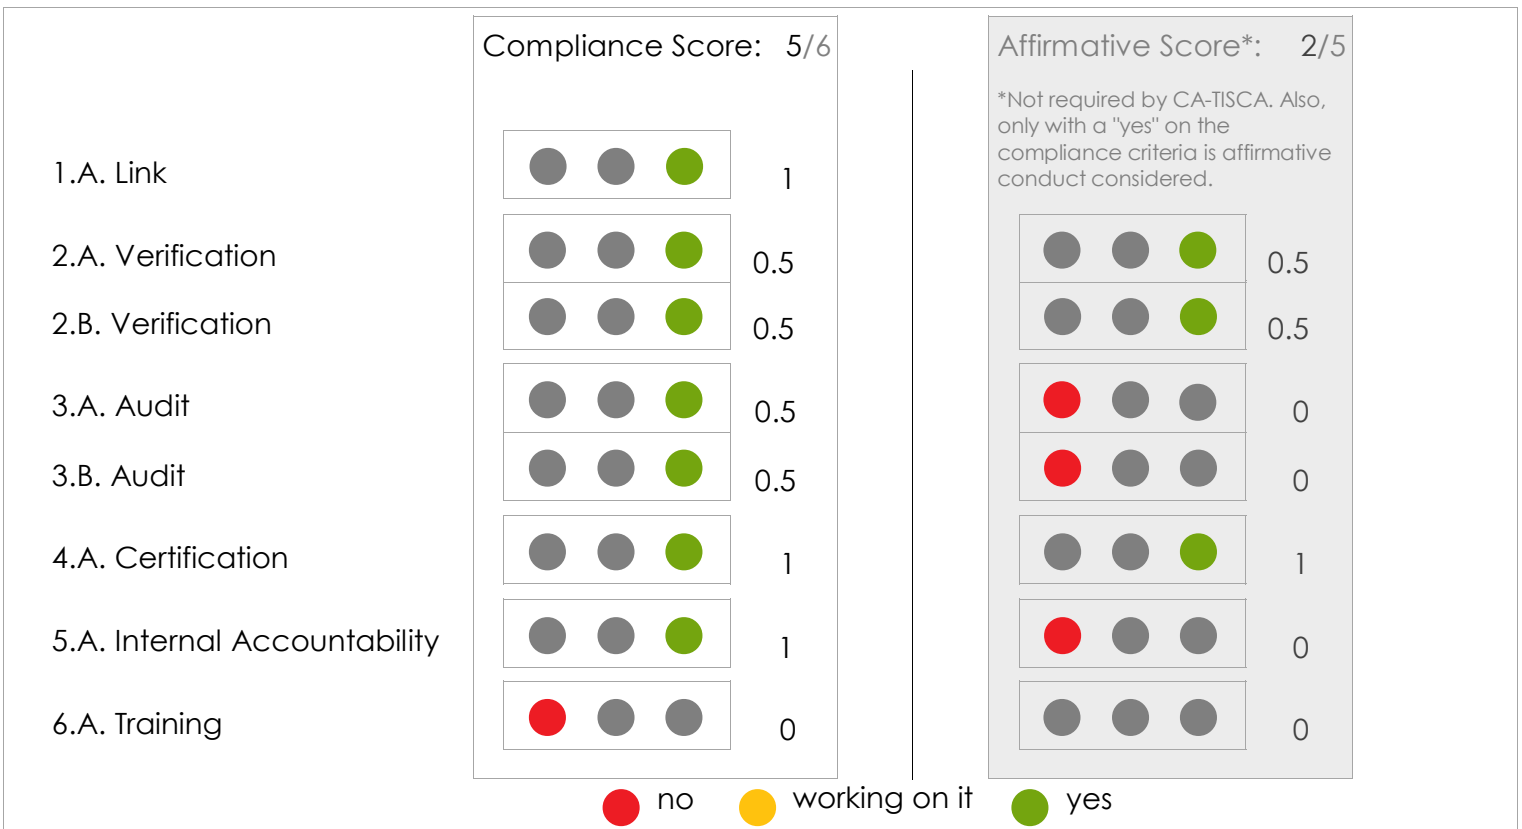 Compliance Score: 5/6
Affirmative Score*: 2/5
*Not required by CA-TISCA. Also,
only with a "yes" on the
compliance criteria is affirmative
conduct considered.
1.A. Link 1
2.A. Verification 0.5 0.5
2.B. Verification 0.5 0.5
3.A. Audit 0.5 0
3.B. Audit 0.5 0
4.A. Certification 1 1
5.A. Internal Accountability 1 0
6.A. Training 0 0
no working on it yes